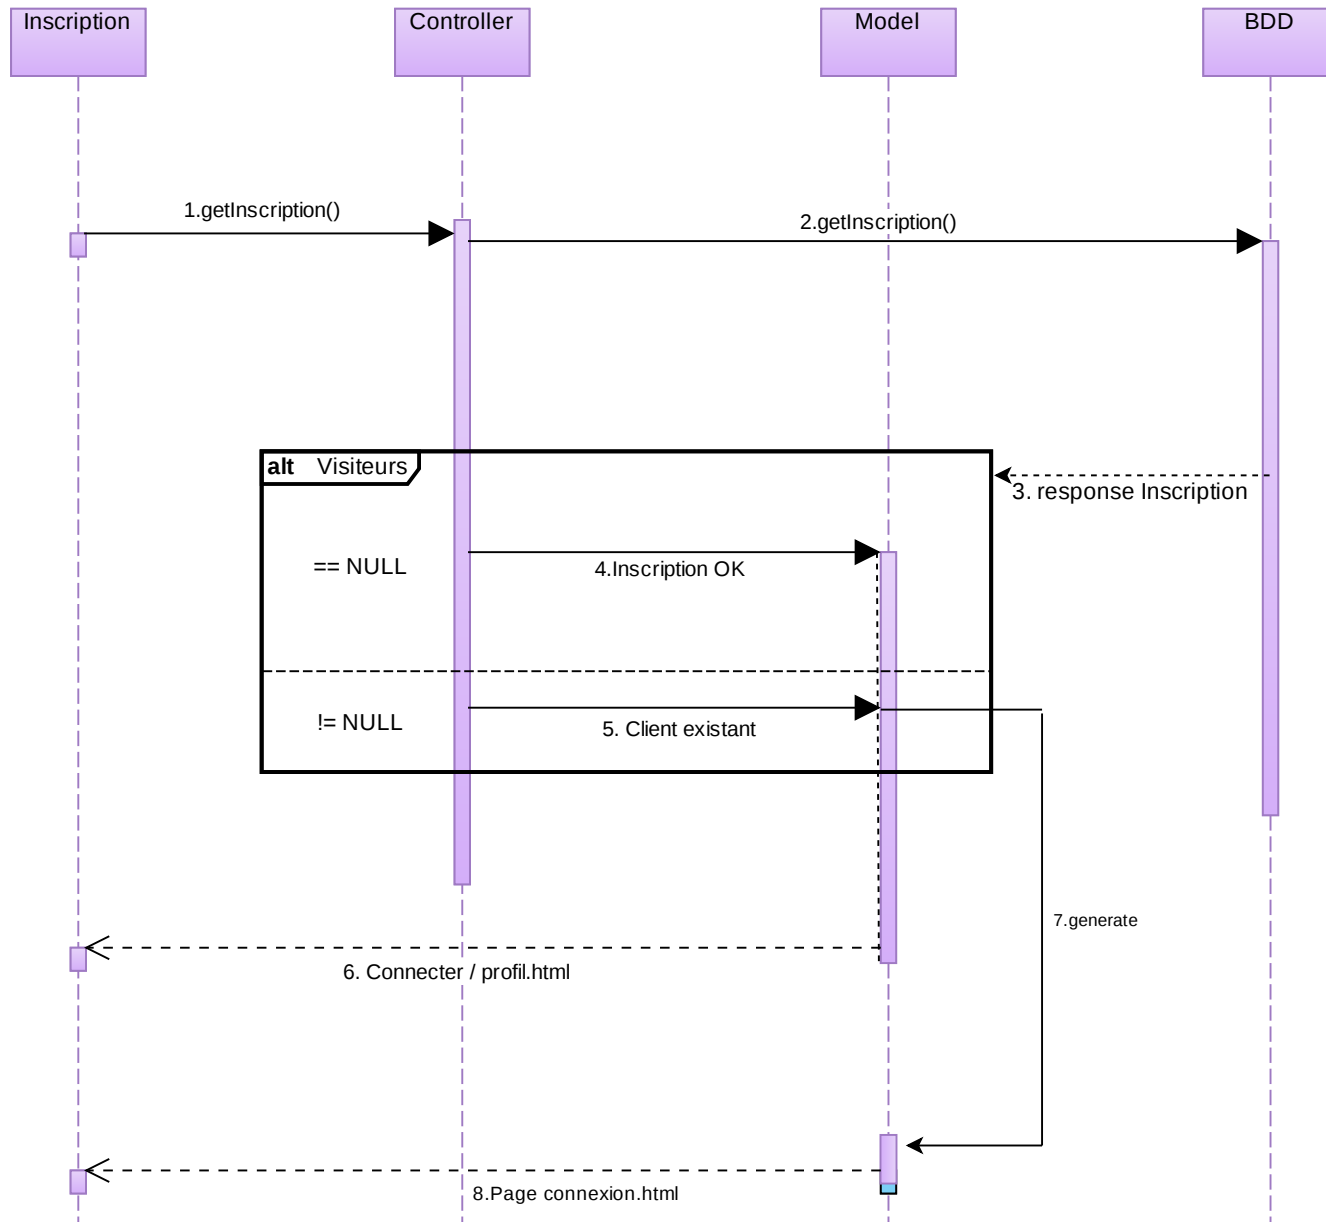 Inscription
Controller
Model
BDD
1.getInscription()
2.getInscription()
alt Visiteurs
3. response Inscription
== NULL
4.Inscription OK
!= NULL
5. Client existant
7.generate
6. Connecter / profil.html
8.Page connexion.html